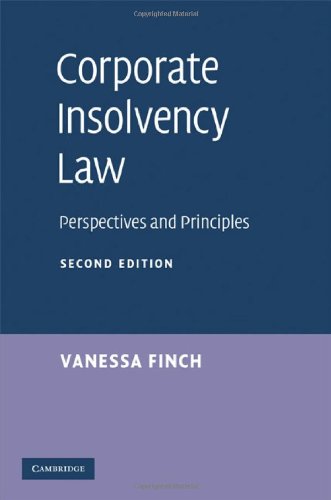 Corporate
Insolvency
Law
Perspectives and Principles
SECOND EDITION
VANESSA FINCH
CAMBRIDGE